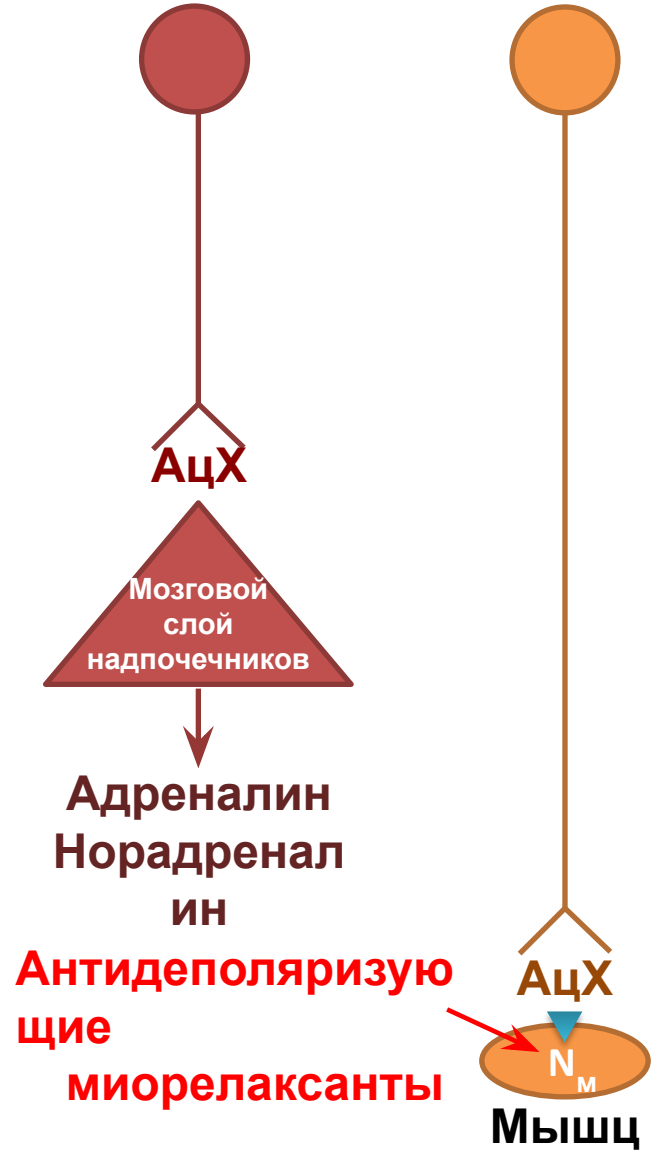 АцХ
Мозговой
слой
надпочечников
Адреналин
Норадренал
ин
Антидеполяризую
щие
миорелаксанты
АцХ
Nм
Мышц